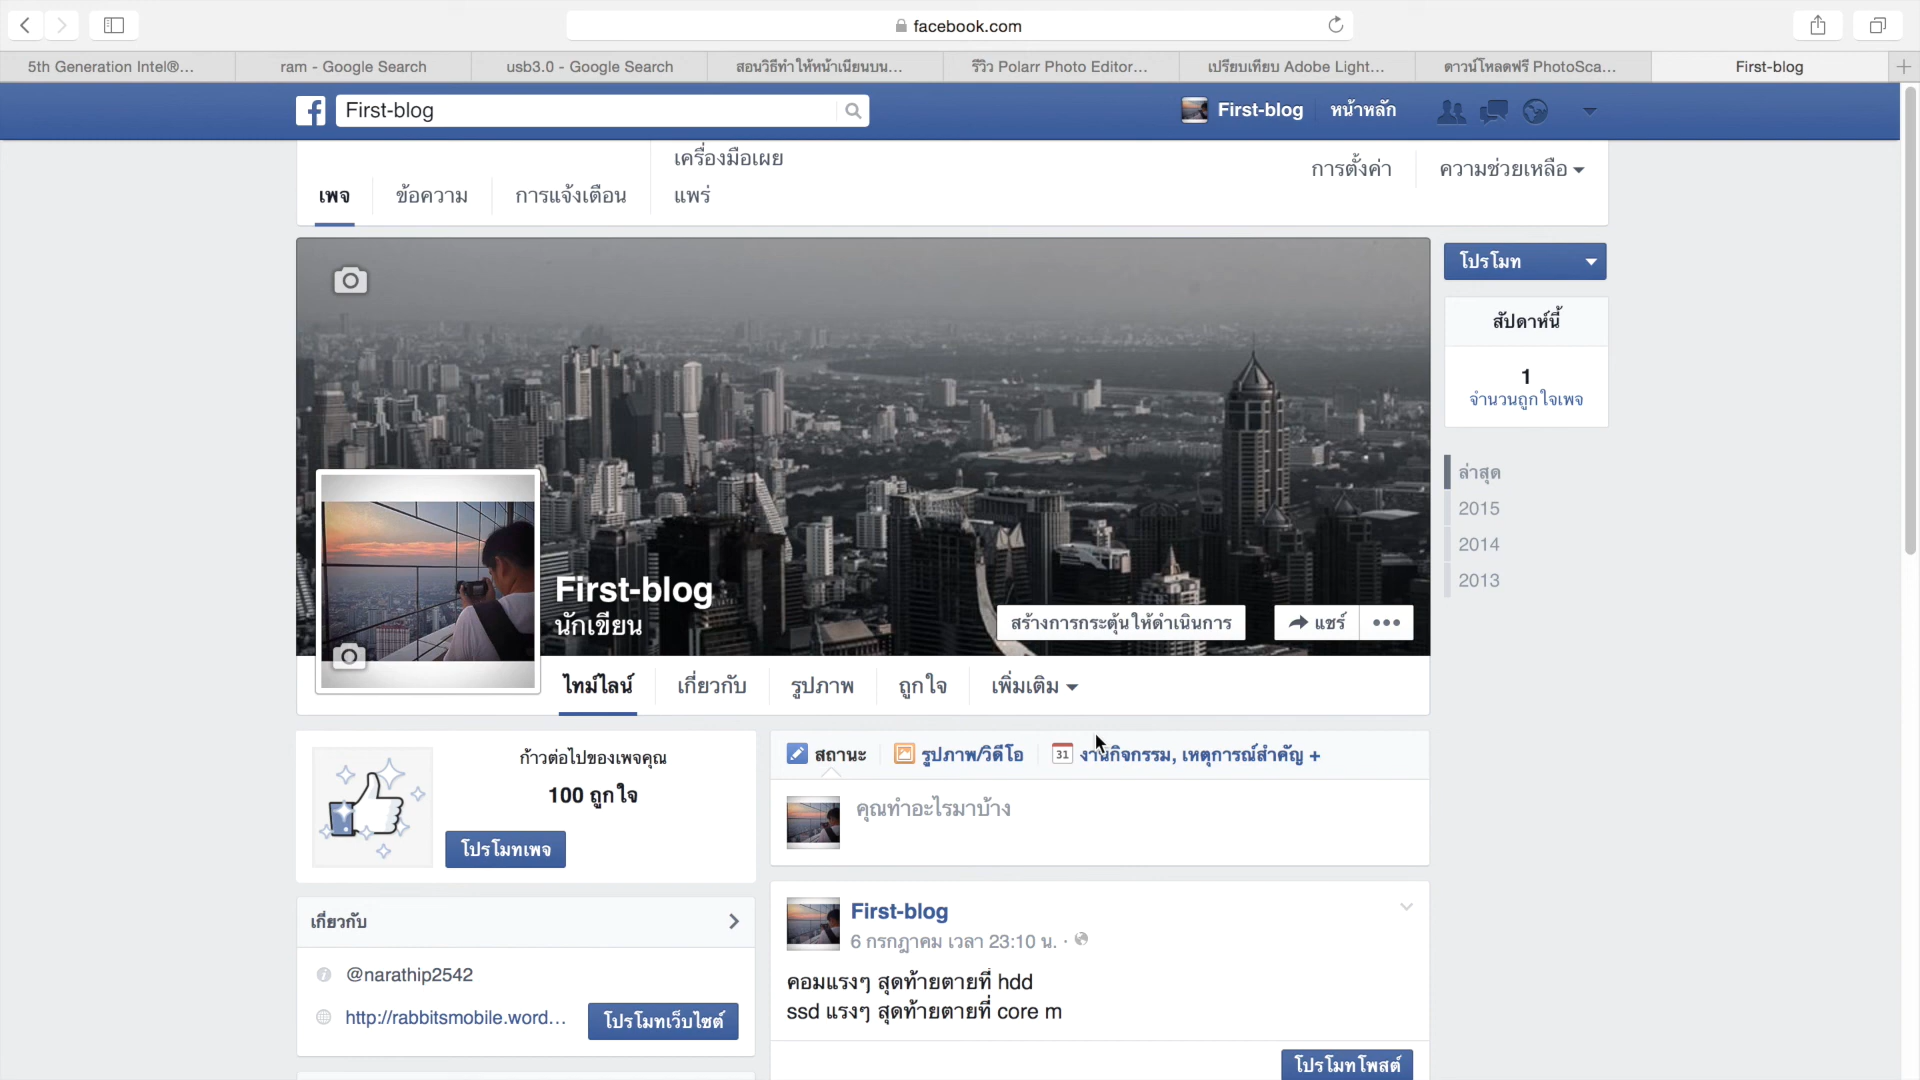 facebook.com
5th Generation Intel®...
ram - Google Search
usb3.0 - Google Search
สอนวิธีทำให้หน้าเนียนบน...
รีวิว Polarr Photo Editor...
เปรียบเทียบ Adobe Light...
ดาวน์โหลดฟรี PhotoSca...
First-blog
First-blog
First-blog
หน้าหลัก
เพจ
ข้อความ
การแจ้งเตือน
เครื่องมือเผย
แพร่
การตั้งค่า
ความช่วยเหลือ
โปรโมท
สัปดาห์นี้
1
จำนวนถูกใจเพจ
ล่าสุด
2015
2014
2013
First-blog
นักเขียน
สร้างการกระตุ้นให้ดำเนินการ
แชร์
ไทม์ไลน์
เกี่ยวกับ
รูปภาพ
ถูกใจ
เพิ่มเติม
ก้าวต่อไปของเพจคุณ
100 ถูกใจ
โปรโมทเพจ
เกี่ยวกับ
@narathip2542
http://rabbitsmobile.word...
โปรโมทเว็บไซต์
สถานะ
รูปภาพ/วิดีโอ
31
งานกิจกรรม, เหตุการณ์สำคัญ +
คุณทำอะไรมาบ้าง
First-blog
6 กรกฎาคม เวลา 23:10 น. ·
คอมแรงๆ สุดท้ายตายที่ hdd
ssd แรงๆ สุดท้ายตายที่ core m
โปรโมทโพสต์